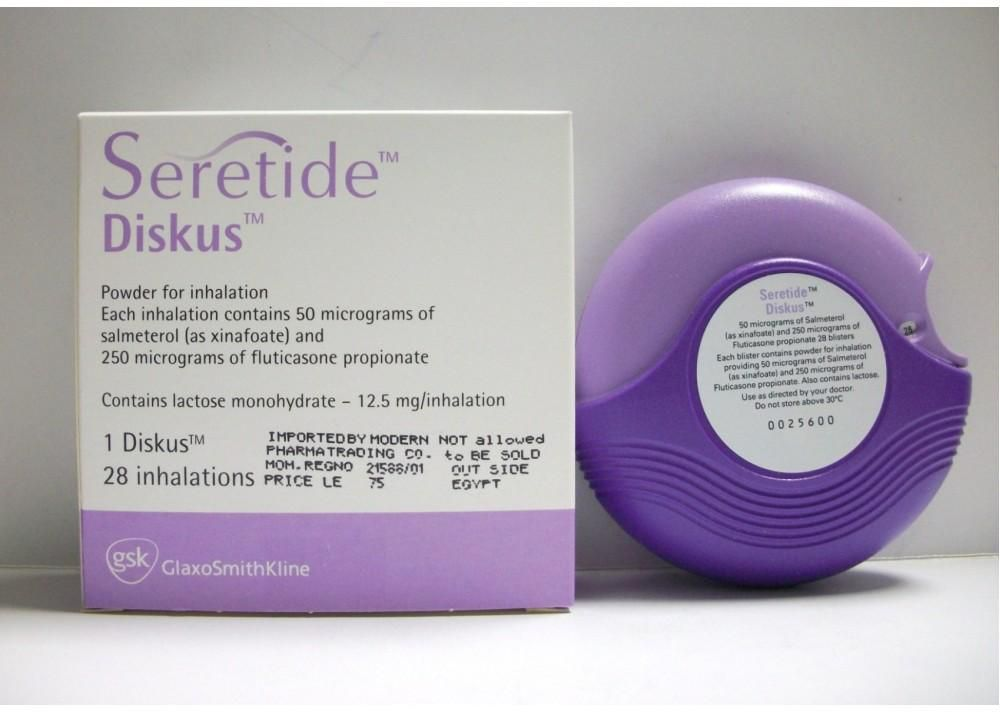 Seretide™
Diskus™
Powder for inhalation
Each inhalation contains 50 micrograms of
salmeterol (as xinafoate) and
250 micrograms of fluticasone propionate
Contains lactose monohydrate – 12.5 mg/inhalation
1 Diskus™
28 inhalations
IMPORTED BY MODERN NOT allowed
PHARMATRADING CO. to BE SOLD
MOH.REGNO 21586/01 OUT SIDE
PRICE LE 75 EGYPT
gsk GlaxoSmithKline
Seretide™
Diskus™
50 micrograms of Salmeterol
(as xinafoate) and 250 micrograms of
Fluticasone propionate 28 blisters
Each blister contains powder for inhalation
providing 50 micrograms of Salmeterol
(as xinafoate) and 250 micrograms of
Fluticasone propionate. Also contains lactose.
Use as directed by your doctor.
Do not store above 30°C
0025600
28